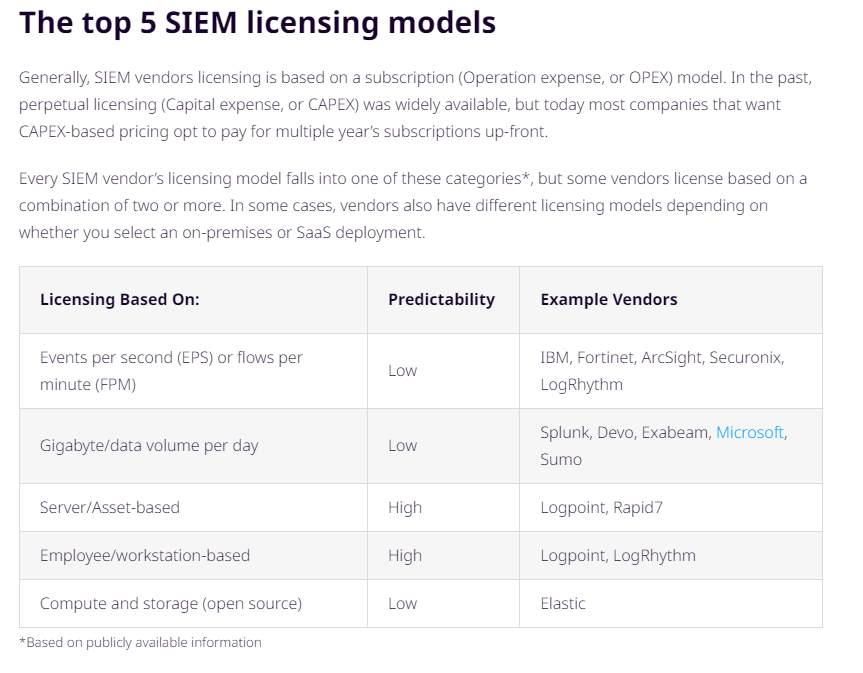 The top 5 SIEM licensing models
Generally, SIEM vendors licensing is based on a subscription (Operation expense, or OPEX) model. In the past,
perpetual licensing (Capital expense, or CAPEX) was widely available, but today most companies that want
CAPEX-based pricing opt to pay for multiple year's subscriptions up-front.
Every SIEM vendor's licensing model falls into one of these categories*, but some vendors license based on a
combination of two or more. In some cases, vendors also have different licensing models depending on
whether you select an on-premises or SaaS deployment.
Licensing Based On: Predictability Example Vendors
Events per second (EPS) or flows per
minute (FPM)
Low
IBM, Fortinet, ArcSight, Securonix,
LogRhythm
Gigabyte/data volume per day
Low
Splunk, Devo, Exabeam, Microsoft,
Sumo
Server/Asset-based High Logpoint, Rapid7
Employee/workstation-based High Logpoint, LogRhythm
Compute and storage (open source) Low Elastic
*Based on publicly available information